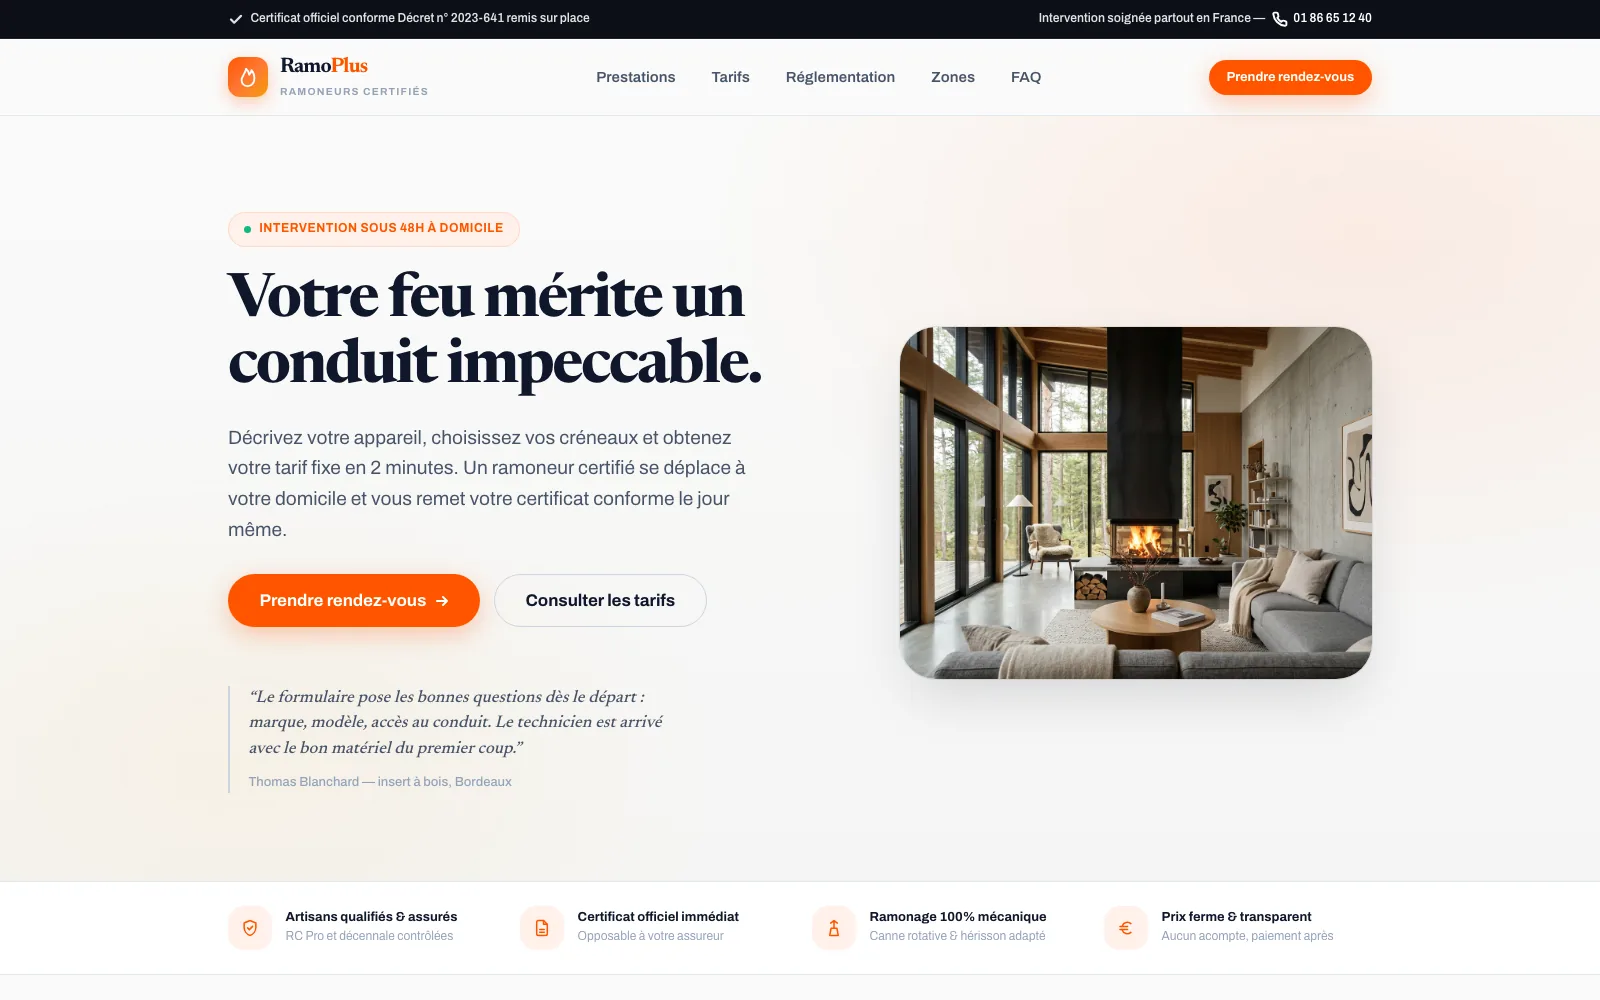 Certificat officiel conforme Décret n° 2023-641 remis sur place
Intervention soignée partout en France — 01 86 65 12 40
RamoPlus
RAMONEURS CERTIFIÉS
Prestations
Tarifs
Réglementation
Zones
FAQ
Prendre rendez-vous
INTERVENTION SOUS 48H À DOMICILE
Votre feu mérite un
conduit impeccable.
Décrivez votre appareil, choisissez vos créneaux et obtenez
votre tarif fixe en 2 minutes. Un ramoneur certifié se déplace à
votre domicile et vous remet votre certificat conforme le jour
même.
Prendre rendez-vous →
Consulter les tarifs
“Le formulaire pose les bonnes questions dès le départ :
marque, modèle, accès au conduit. Le technicien est arrivé
avec le bon matériel du premier coup.”
Thomas Blanchard — insert à bois, Bordeaux
Artisans qualifiés & assurés
RC Pro et décennale contrôlées
Certificat officiel immédiat
Opposable à votre assureur
Ramonage 100% mécanique
Canne rotative & hérisson adapté
Prix ferme & transparent
Aucun acompte, paiement après